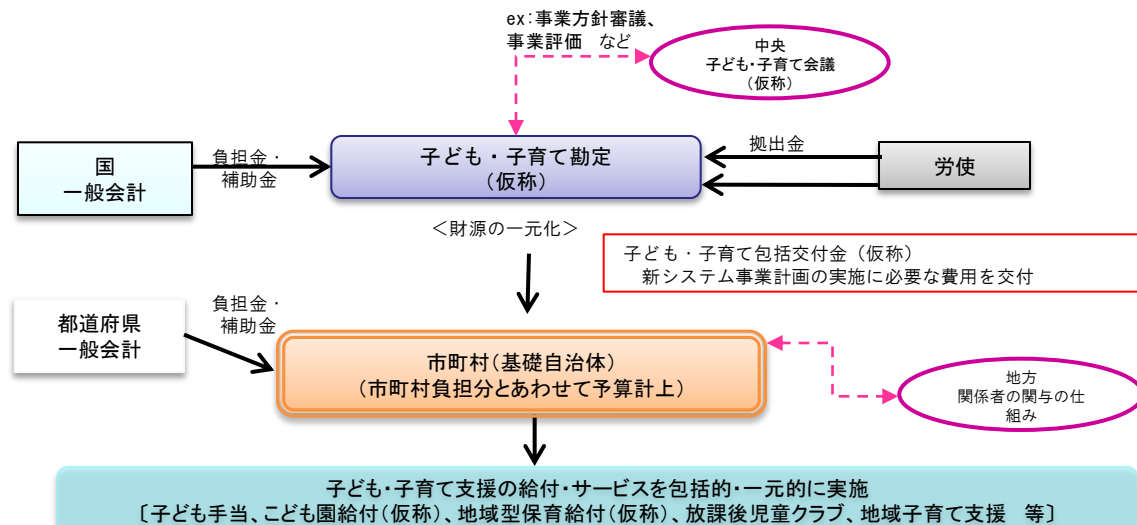 ex:事業方針審議、
事業評価　など
中央
子ども・子育て会議
(仮称)
国
一般会計
負担金・
補助金
子ども・子育て勘定
(仮称)
拠出金
労使
＜財源の一元化＞
子ども・子育て包括交付金（仮称）
新システム事業計画の実施に必要な費用を交付
都道府県
一般会計
負担金・
補助金
市町村(基礎自治体)
(市町村負担分とあわせて予算計上)
地方
関係者の関与の仕
組み
子ども・子育て支援の給付・サービスを包括的・一元的に実施
〔子ども手当、こども園給付(仮称)、地域型保育給付(仮称)、放課後児童クラブ、地域子育て支援　等〕